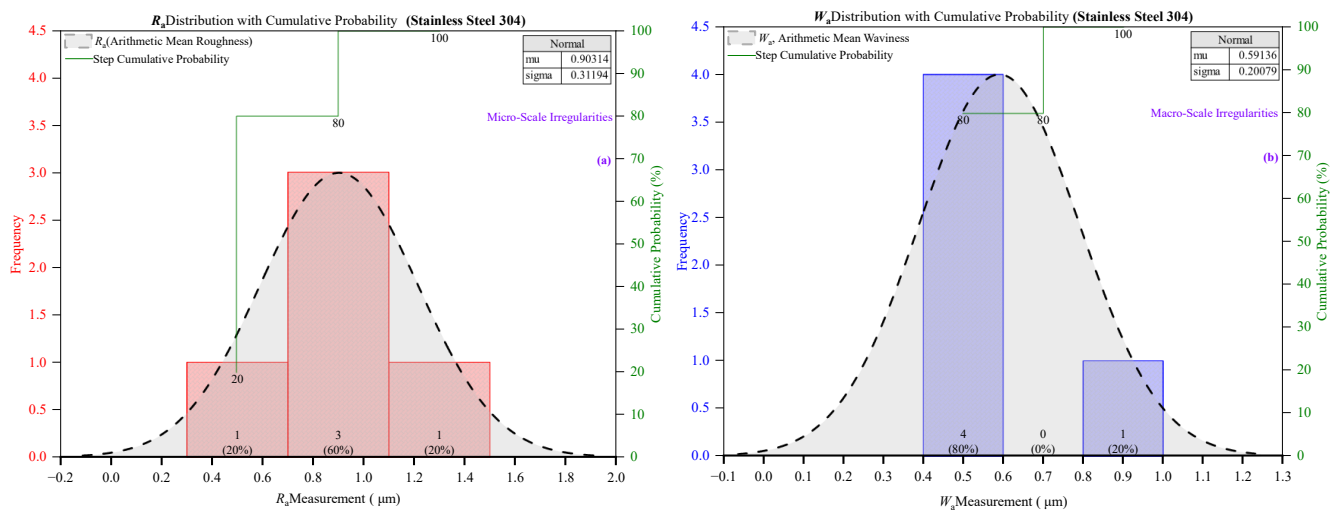 RaDistribution with Cumulative Probability (Stainless Steel 304)
Ra(Arithmetic Mean Roughness)
Step Cumulative Probability
100
Normal
mu 0.90314
sigma 0.31194
Micro-Scale Irregularities
(a)
80
20
1
(20%)
3
(60%)
1
(20%)
Frequency
4.5
4.0
3.5
3.0
2.5
2.0
1.5
1.0
0.5
0.0
Cumulative Probability (%)
100
90
80
70
60
50
40
30
20
10
0
−0.2 0.0 0.2 0.4 0.6 0.8 1.0 1.2 1.4 1.6 1.8 2.0
RaMeasurement ( μm)
WaDistribution with Cumulative Probability (Stainless Steel 304)
Wa, Arithmetic Mean Waviness
Step Cumulative Probability
100
Normal
mu 0.59136
sigma 0.20079
Macro-Scale Irregularities
(b)
80 80
4
(80%)
0
(0%)
1
(20%)
Frequency
4.5
4.0
3.5
3.0
2.5
2.0
1.5
1.0
0.5
0.0
Cumulative Probability (%)
100
90
80
70
60
50
40
30
20
10
0
−0.1 0.0 0.1 0.2 0.3 0.4 0.5 0.6 0.7 0.8 0.9 1.0 1.1 1.2 1.3
WaMeasurement ( μm)